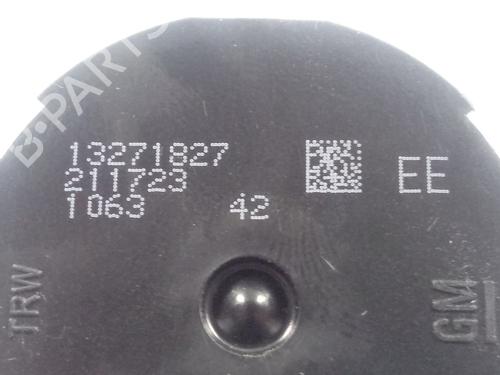 B-PARTS
13271827
EE
211723
1063 42
TRW
GM